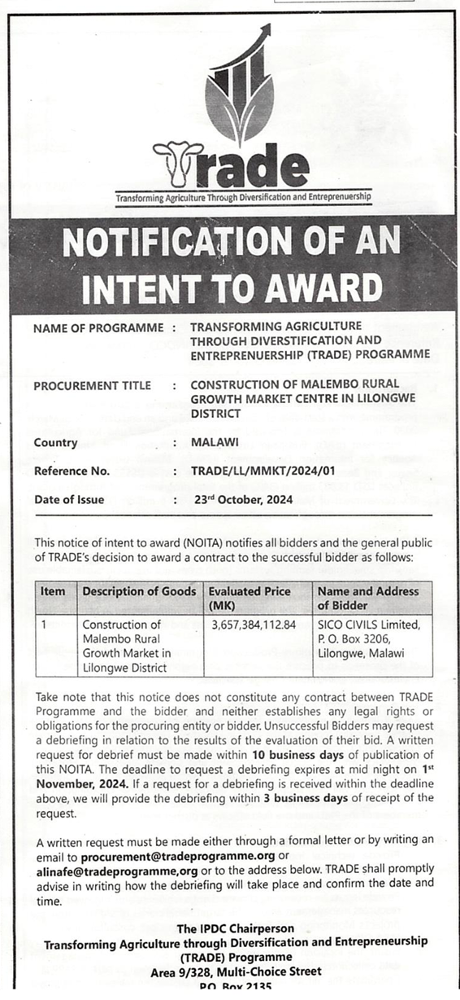 Trade
Transforming Agriculture Through Diversification and Entreprenuership
NOTIFICATION OF AN
INTENT TO AWARD
NAME OF PROGRAMME : TRANSFORMING AGRICULTURE
THROUGH DIVERSTIFICATION AND
ENTREPRENUERSHIP (TRADE) PROGRAMME
PROCUREMENT TITLE : CONSTRUCTION OF MALEMBO RURAL
GROWTH MARKET CENTRE IN LILONGWE
DISTRICT
Country : MALAWI
Reference No. : TRADE/LL/MMKT/2024/01
Date of Issue : 23rd October, 2024
This notice of intent to award (NOITA) notifies all bidders and the general public
of TRADE's decision to award a contract to the successful bidder as follows:
Item Description of Goods Evaluated Price Name and Address
(MK) of Bidder
1 Construction of 3,657,384,112.84 SICO CIVILS Limited,
Malembo Rural P. O. Box 3206,
Growth Market in Lilongwe, Malawi
Lilongwe District
Take note that this notice does not constitute any contract between TRADE
Programme and the bidder and neither establishes any legal rights or
obligations for the procuring entity or bidder. Unsuccessful Bidders may request
a debriefing in relation to the results of the evaluation of their bid. A written
request for debrief must be made within 10 business days of publication of
this NOITA. The deadline to request a debriefing expires at mid night on 1st
November, 2024. If a request for a debriefing is received within the deadline
above, we will provide the debriefing within 3 business days of receipt of the
request.
A written request must be made either through a formal letter or by writing an
email to procurement@tradeprogramme.org or
alinafe@tradeprogramme,org or to the address below. TRADE shall promptly
advise in writing how the debriefing will take place and confirm the date and
time.
The IPDC Chairperson
Transforming Agriculture through Diversification and Entrepreneurship
(TRADE) Programme
Area 9/328, Multi-Choice Street
P.O. Box 2135